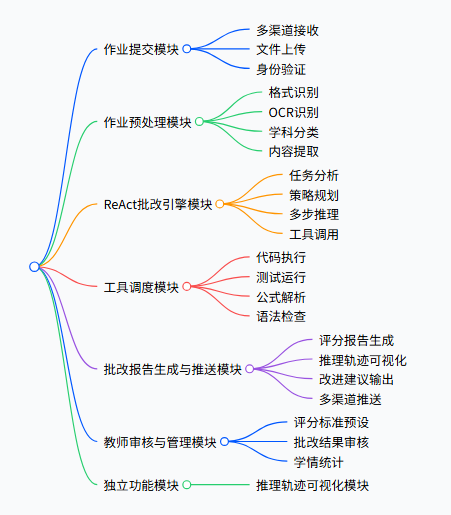 作业提交模块
多渠道接收
文件上传
身份验证
作业预处理模块
格式识别
OCR识别
学科分类
内容提取
ReAct批改引擎模块
任务分析
策略规划
多步推理
工具调用
工具调度模块
代码执行
测试运行
公式解析
语法检查
批改报告生成与推送模块
评分报告生成
推理轨迹可视化
改进建议输出
多渠道推送
教师审核与管理模块
评分标准预设
批改结果审核
学情统计
独立功能模块
推理轨迹可视化模块